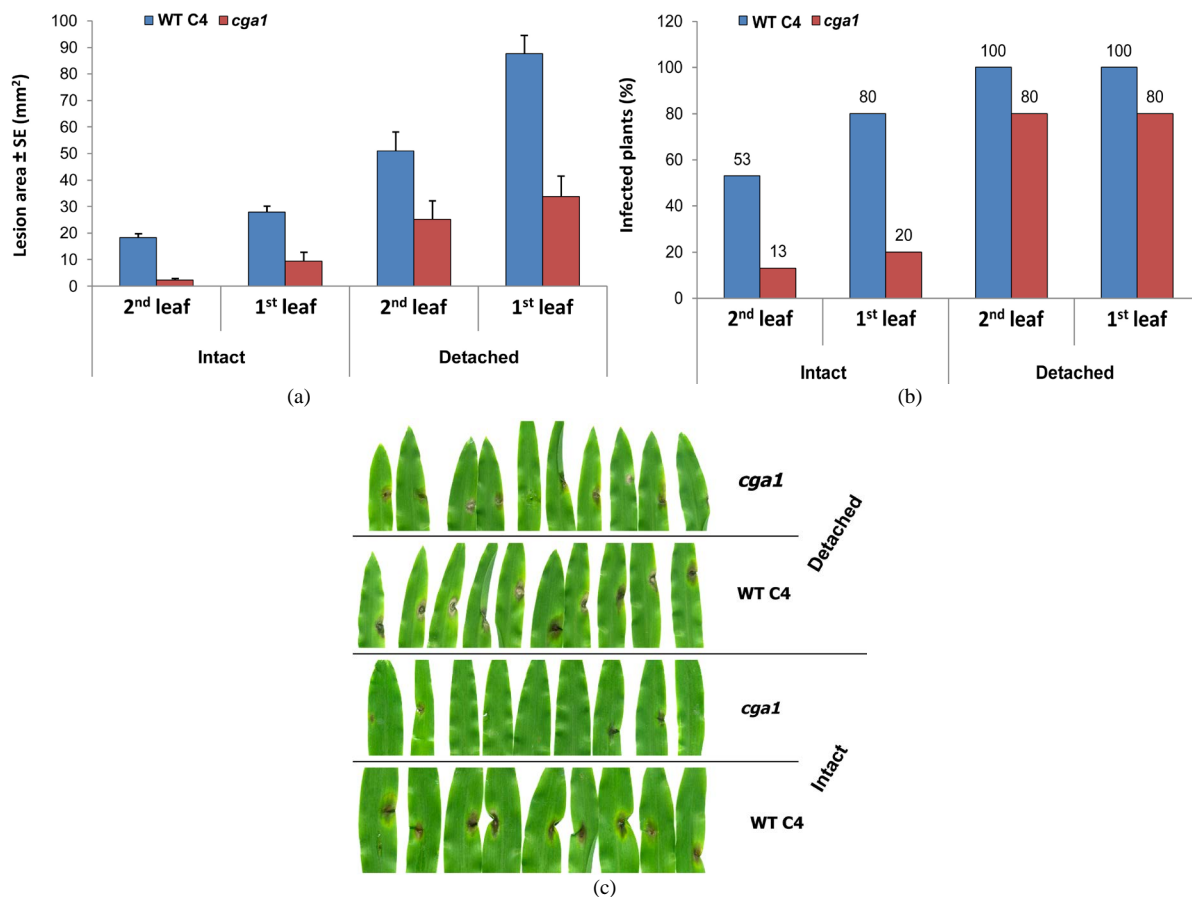 WT C4 cga1
Lesion area ± SE (mm²)
100
90
80
70
60
50
40
30
20
10
0
2nd leaf 1st leaf 2nd leaf 1st leaf
Intact Detached
(a)
WT C4 cga1
Infected plants (%)
120
100
80
60
40
20
0
53 13 80 20 100 80 100 80
2nd leaf 1st leaf 2nd leaf 1st leaf
Intact Detached
(b)
cga1
WT C4
Detached
cga1
WT C4
Intact
(c)